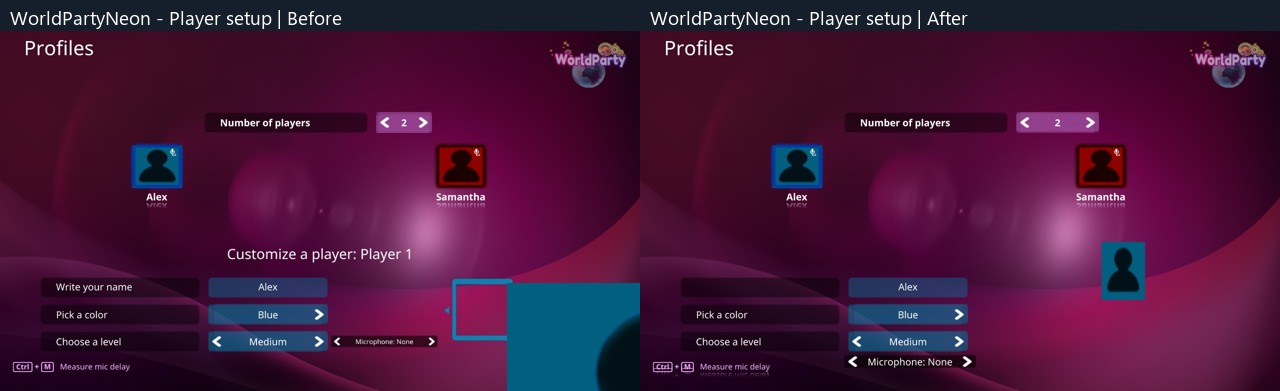 WorldPartyNeon - Player setup | Before
Profiles
WorldParty
Number of players
2
Alex
Samantha
Customize a player: Player 1
Write your name
Alex
Pick a color
Blue
Choose a level
Medium
Microphone: None
Ctrl + M Measure mic delay
WorldPartyNeon - Player setup | After
Profiles
WorldParty
Number of players
2
Alex
Samantha
Alex
Pick a color
Blue
Choose a level
Medium
Microphone: None
Ctrl + M Measure mic delay